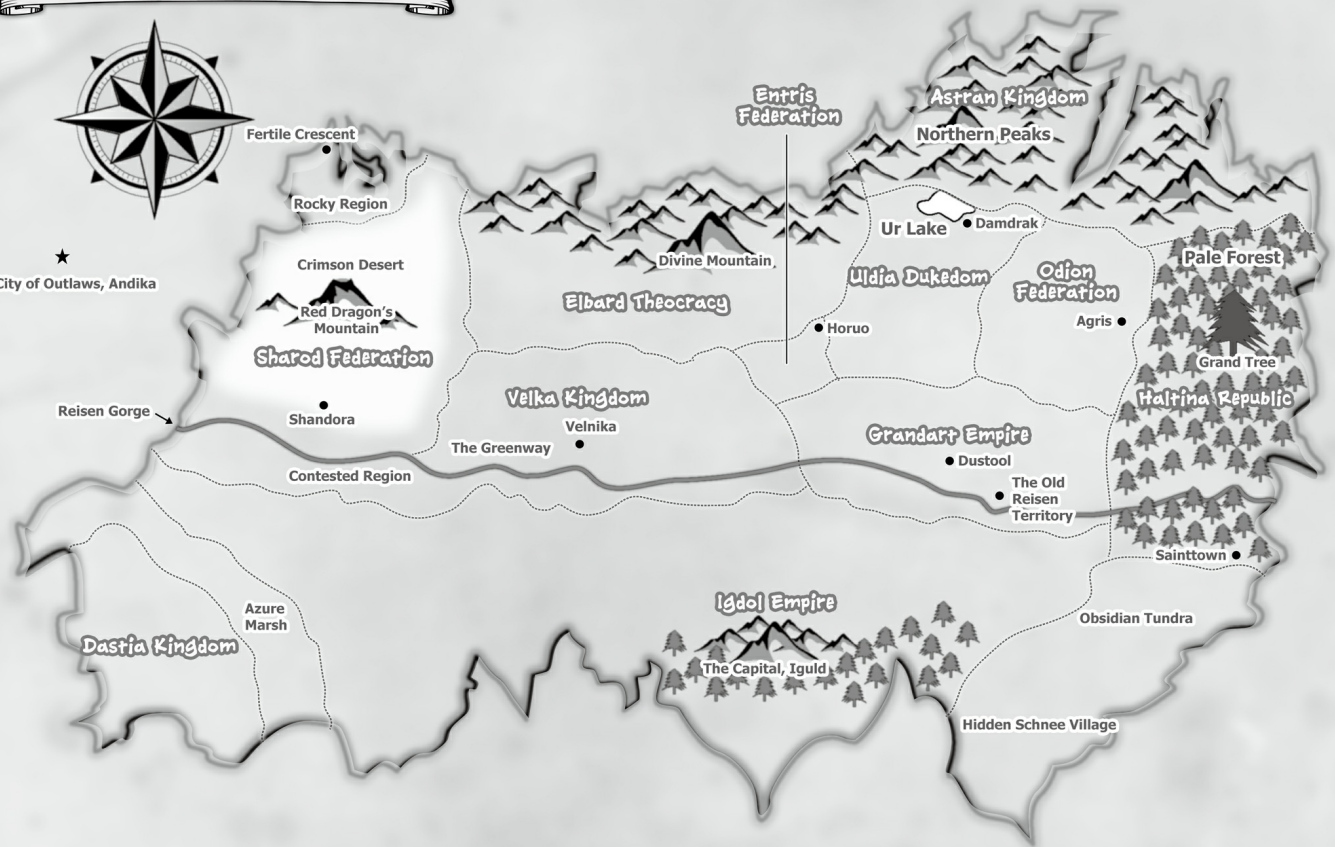 Entris
Federation
Astran Kingdom
Northern Peaks
Fertile Crescent
Rocky Region
Ur Lake
Damdrak
City of Outlaws, Andika
Crimson Desert
Divine Mountain
Pale Forest
Uldia Dukedom
Odion
Federation
Elbard Theocracy
Red Dragon's
Mountain
Agris
Horuo
Sharod Federation
Grand Tree
Velka Kingdom
Haltina Republic
Reisen Gorge
Shandora
Velnika
The Greenway
Grandart Empire
Dustool
Contested Region
The Old
Reisen
Territory
Sainttown
Igdol Empire
Azure
Marsh
Obsidian Tundra
Dastia Kingdom
The Capital, Iguld
Hidden Schnee Village